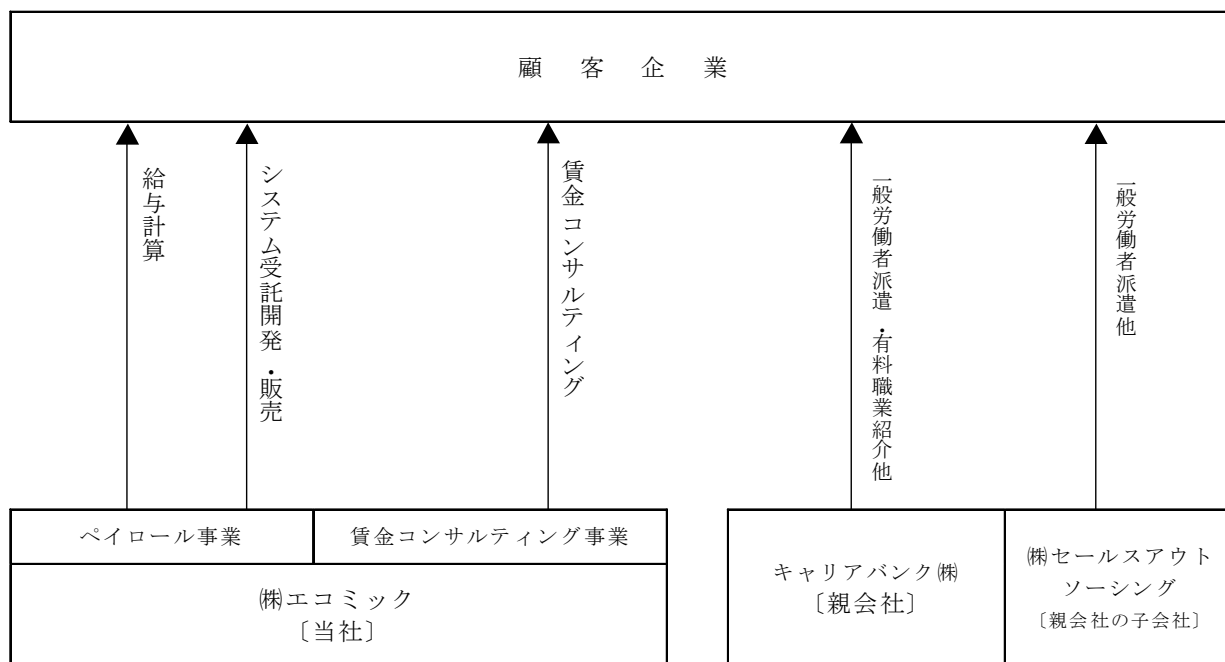 顧客企業
給与計算
システム受託開発・販売
賃金コンサルティング
一般労働者派遣・有料職業紹介他
一般労働者派遣他
ペイロール事業
賃金コンサルティング事業
㈱エコミック
〔当社〕
キャリアバンク㈱
〔親会社〕
㈱セールスアウト
ソーシング
〔親会社の子会社〕